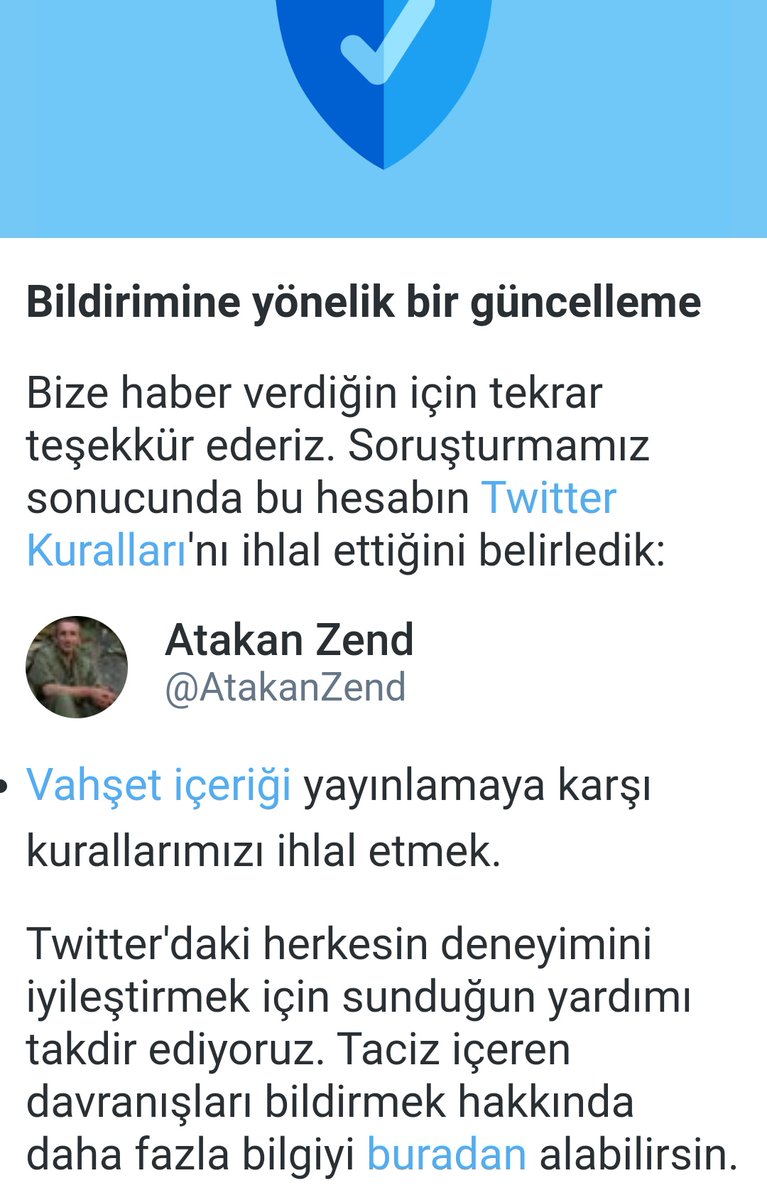 Bildirimine yönelik bir güncelleme
Bize haber verdiğin için tekrar
teşekkür ederiz. Soruşturmamız
sonucunda bu hesabın Twitter
Kuralları'nı ihlal ettiğini belirledik:
Atakan Zend
@AtakanZend
• Vahşet içeriği yayınlamaya karşı
kurallarımızı ihlal etmek.
Twitter'daki herkesin deneyimini
iyileştirmek için sunduğun yardımı
takdir ediyoruz. Taciz içeren
davranışları bildirmek hakkında
daha fazla bilgiyi buradan alabilirsin.